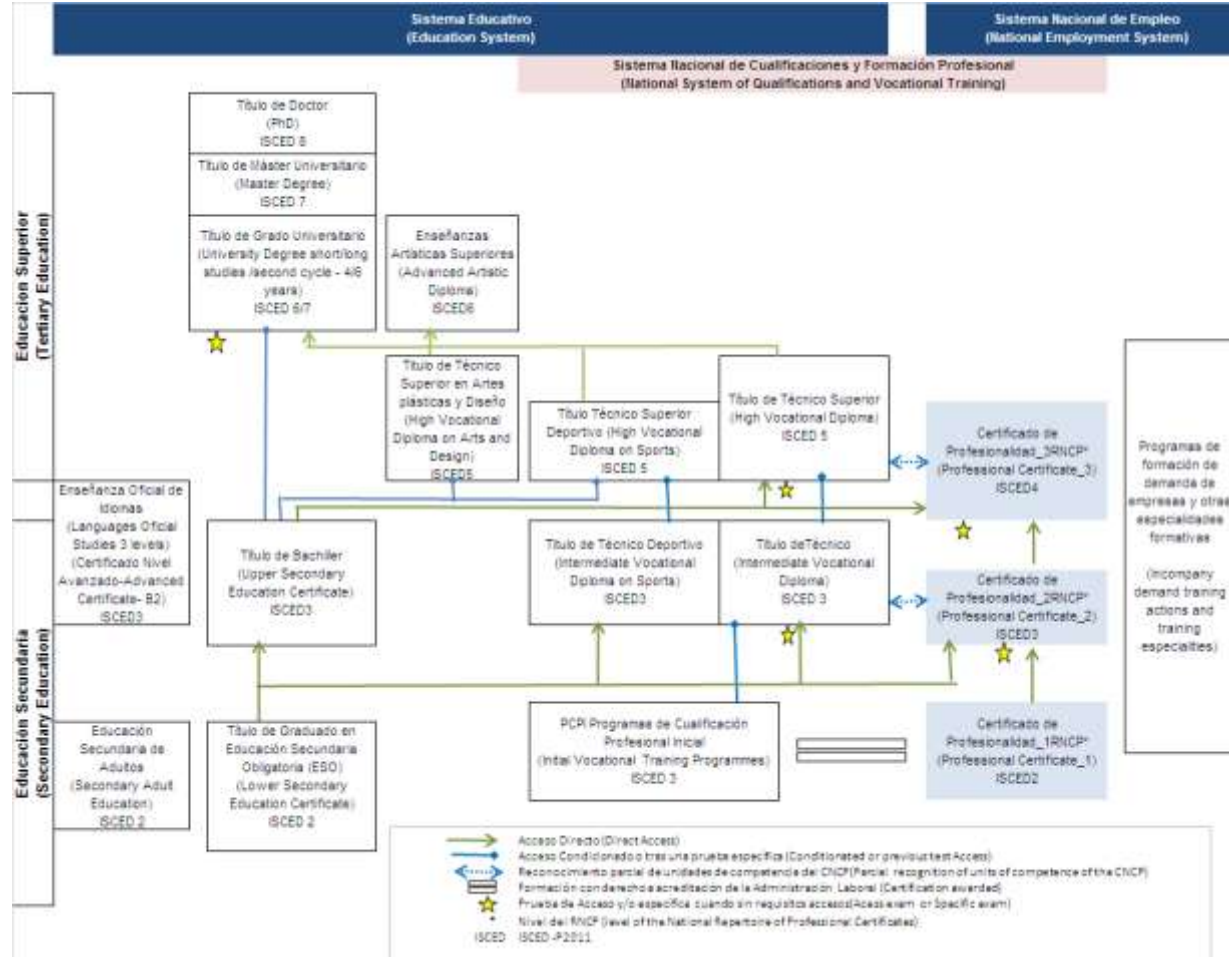 Sistema Educativo
(Education System)
Sistema Nacional de Empleo
(National Employment System)
Sistema Nacional de Cualificaciones y Formación Profesional
(National System of Qualifications and Vocational Training)
Educacion Superior
(Tertiary Education)
Título de Doctor
(PhD)
ISCED 8
Título de Máster Universitario
(Master Degree)
ISCED 7
Título de Grado Universitario
(University Degree short/long
studies /second cycle - 4/6
years)
ISCED 6/7
Enseñanzas
Artísticas Superiores
(Advanced Artistic
Diploma)
ISCED6
Título de Técnico
Superior en Artes
plásticas y Diseño
(High Vocational
Diploma on Arts and
Design)
ISCED5
Título Técnico Superior
Deportivo (High Vocational
Diploma on Sports)
ISCED 5
Título de Técnico Superior
(High Vocational Diploma)
ISCED 5
Certificado de
Profesionalidad_3RNCP*
(Professional Certificate_3)
ISCED4
Programas de
formación de
demanda de
empresas y otras
especialidades
formativas
(Incompany
demand training
actions and
training
especialties)
Educación Secundaria
(Secondary Education)
Enseñanza Oficial de
Idiomas
(Languages Oficial
Studies 3 levels)
(Certificado Nivel
Avanzado-Advanced
Certificate- B2)
ISCED3
Título de Bachiller
(Upper Secondary
Education Certificate)
ISCED3
Título de Técnico Deportivo
(Intermediate Vocational
Diploma on Sports)
ISCED3
Título deTécnico
(Intermediate Vocational
Diploma)
ISCED 3
Certificado de
Profesionalidad_2RNCP*
(Professional Certificate_2)
ISCED3
Educación
Secundaria de
Adultos
(Secondary Adult
Education)
ISCED 2
Título de Graduado en
Educación Secundaria
Obligatoria (ESO)
(Lower Secondary
Education Certificate)
ISCED 2
PCPI Programas de Cualificación
Profesional Inicial
(Initial Vocational Training Programmes)
ISCED 3
Certificado de
Profesionalidad_1RNCP*
(Professional Certificate_1)
ISCED2
Acceso Directo (Direct Access)
Acceso Condicionado o tras una prueba específica (Conditionated or previous test Access)
Reconocimiento parcial de unidades de competencia del CNCP(Parcial recognition of units of competence of the CNCP)
Formación con derecho a acreditación de la Administración Laboral (Certification awarded)
Prueba de Acceso y/o específica cuando sin requisitos accesos(Acess exam or Specific exam)
* Nivel del RNCP (level of the National Repertoire of Professional Certificates)
ISCED ISCED-P2011